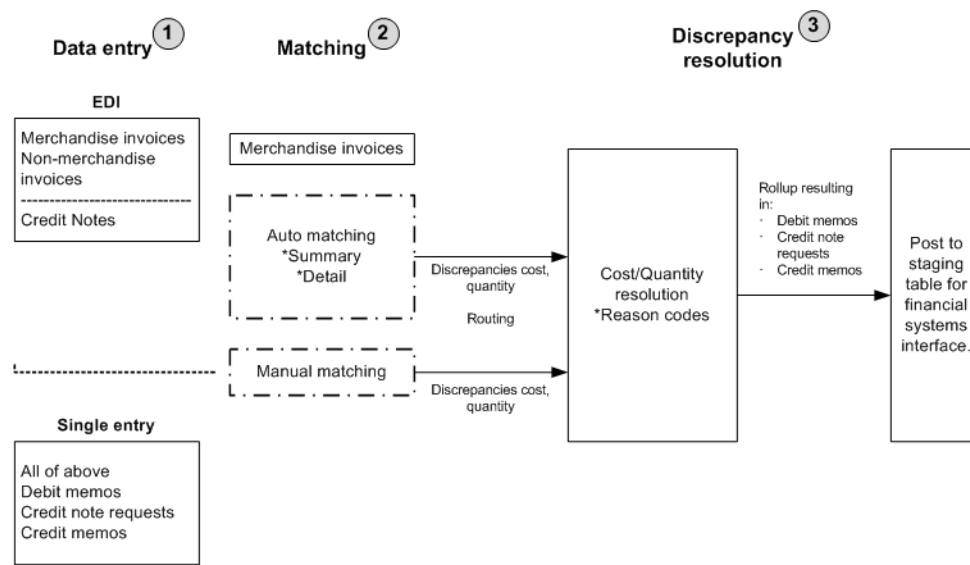 Data entry
1
Matching
2
Discrepancy
resolution
3
EDI
Merchandise invoices
Non-merchandise
invoices
Credit Notes
Merchandise invoices
Auto matching
*Summary
*Detail
Discrepancies cost,
quantity
Routing
Manual matching
Discrepancies cost,
quantity
Cost/Quantity
resolution
*Reason codes
Rollup resulting
in:
· Debit memos
· Credit note
requests
· Credit memos
Post to
staging
table for
financial
systems
interface.
Single entry
All of above
Debit memos
Credit note requests
Credit memos